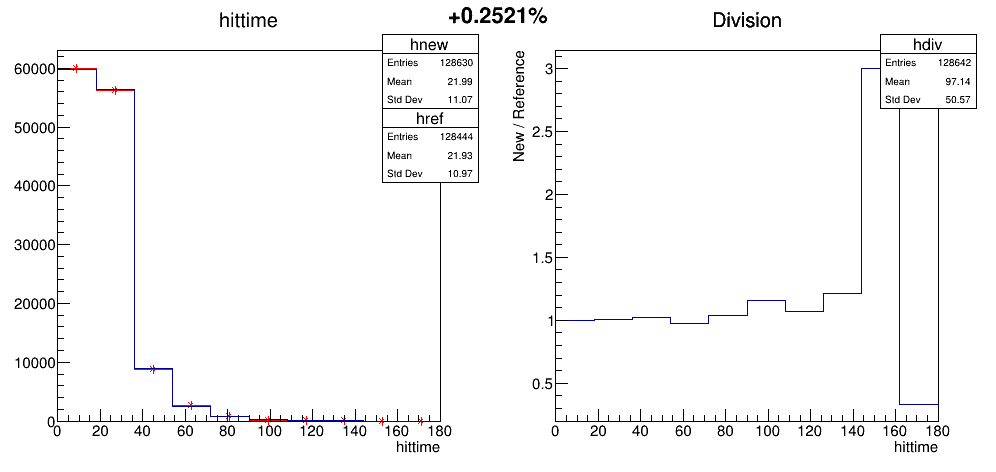 +0.2521%
hittime
hnew
Entries 128630
Mean 21.99
Std Dev 11.07
href
Entries 128444
Mean 21.93
Std Dev 10.97
60000
50000
40000
30000
20000
10000
0
0 20 40 60 80 100 120 140 160 180
hittime
Division
hdiv
Entries 128642
Mean 97.14
Std Dev 50.57
New / Reference
3
2.5
2
1.5
1
0.5
0 20 40 60 80 100 120 140 160 180
hittime